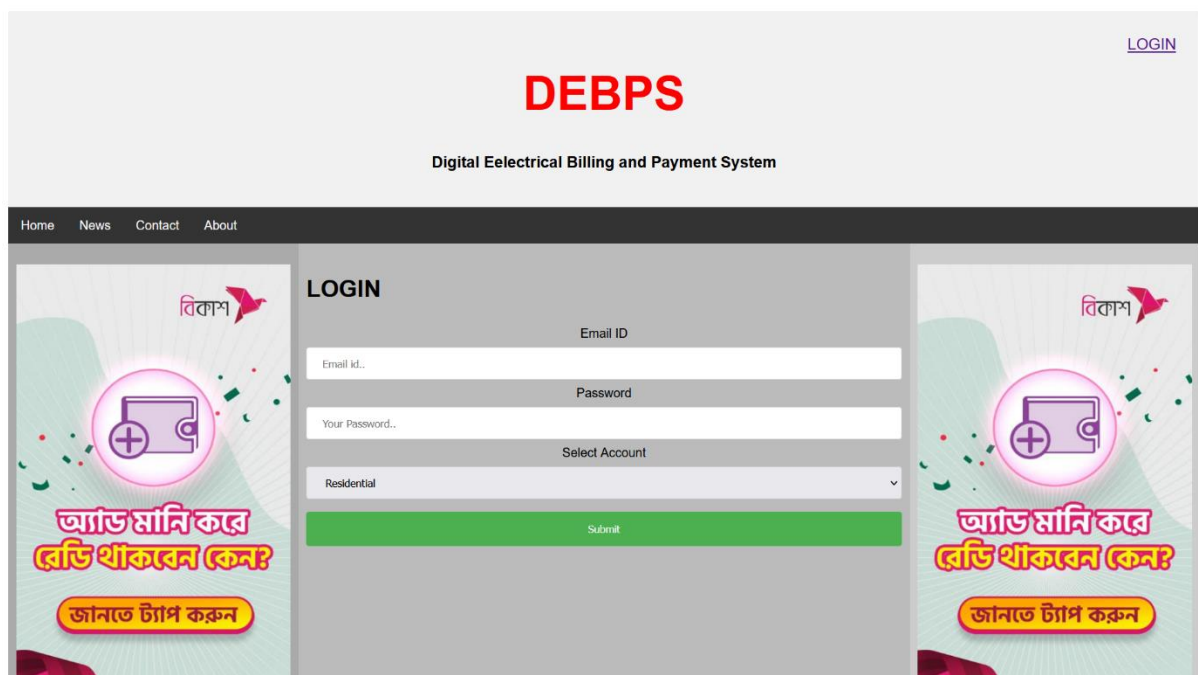 LOGIN
DEBPS
Digital Eelectrical Billing and Payment System
Home News Contact About
বিকাশ
অ্যাড মানি করে
রেডি থাকবেন কেন?
জানতে ট্যাপ করুন
LOGIN
Email ID
Email id..
Password
Your Password..
Select Account
Residential
Submit
বিকাশ
অ্যাড মানি করে
রেডি থাকবেন কেন?
জানতে ট্যাপ করুন